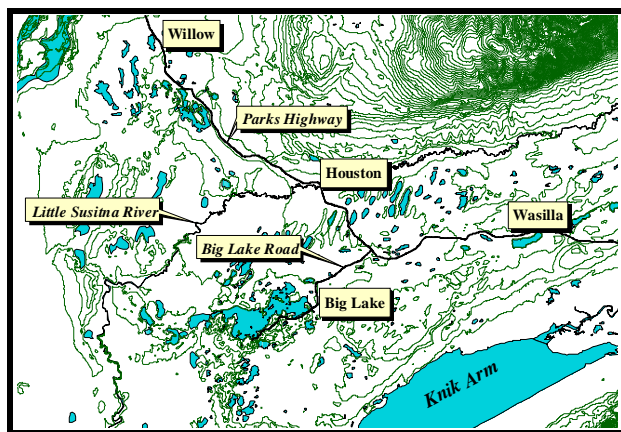 Willow
Parks Highway
Houston
Little Susitna River
Wasilla
Big Lake Road
Big Lake
Knik Arm